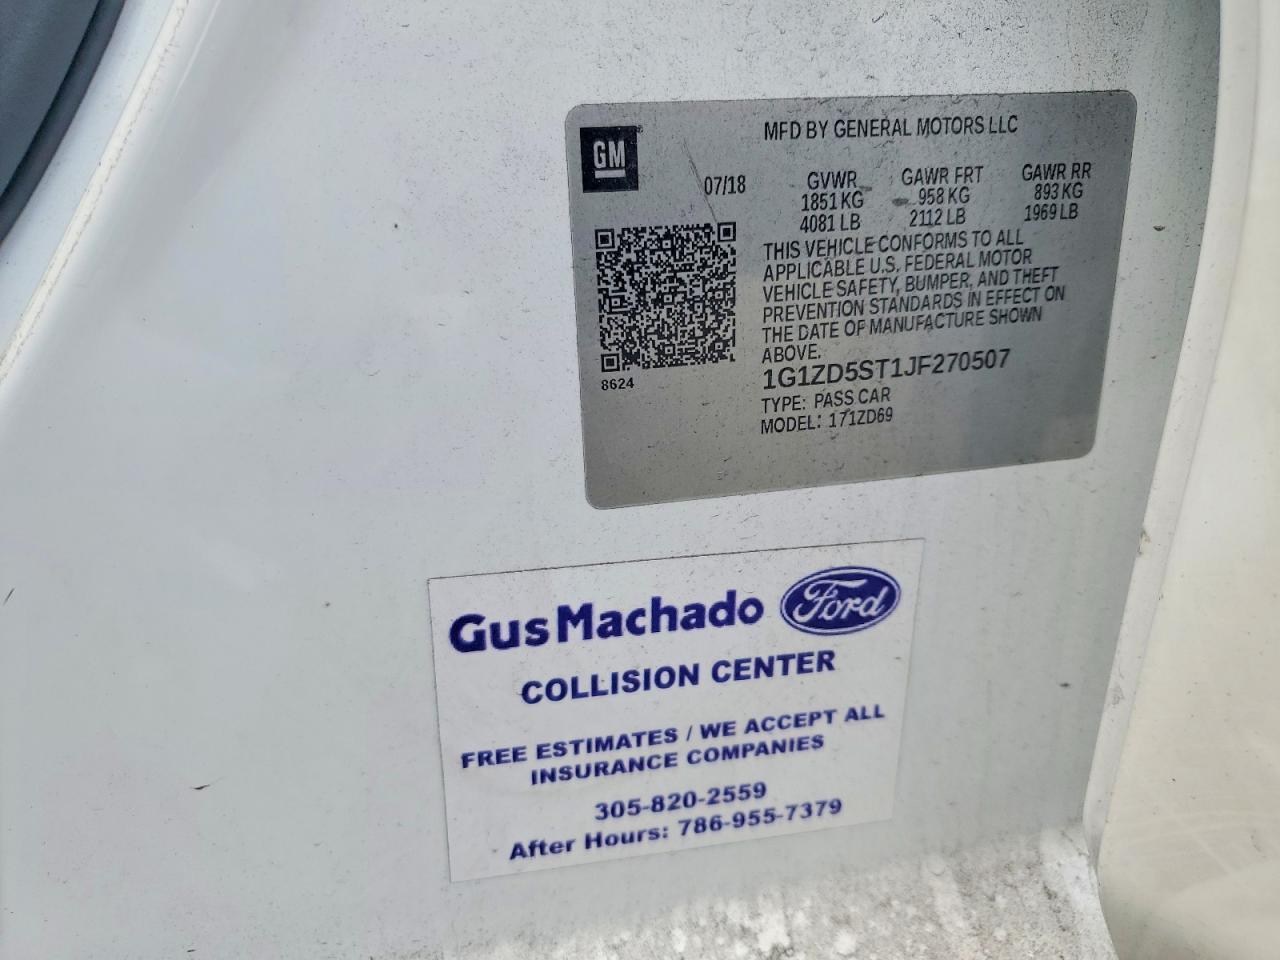 GM
MFD BY GENERAL MOTORS LLC
07/18
GVWR GAWR FRT GAWR RR
1851 KG 958 KG 893 KG
4081 LB 2112 LB 1969 LB
THIS VEHICLE CONFORMS TO ALL
APPLICABLE U.S. FEDERAL MOTOR
VEHICLE SAFETY, BUMPER, AND THEFT
PREVENTION STANDARDS IN EFFECT ON
THE DATE OF MANUFACTURE SHOWN
ABOVE.
8624
1G1ZD5ST1JF270507
TYPE: PASS CAR
MODEL: 171ZD69
Gus Machado Ford
COLLISION CENTER
FREE ESTIMATES / WE ACCEPT ALL
INSURANCE COMPANIES
305-820-2559
After Hours: 786-955-7379